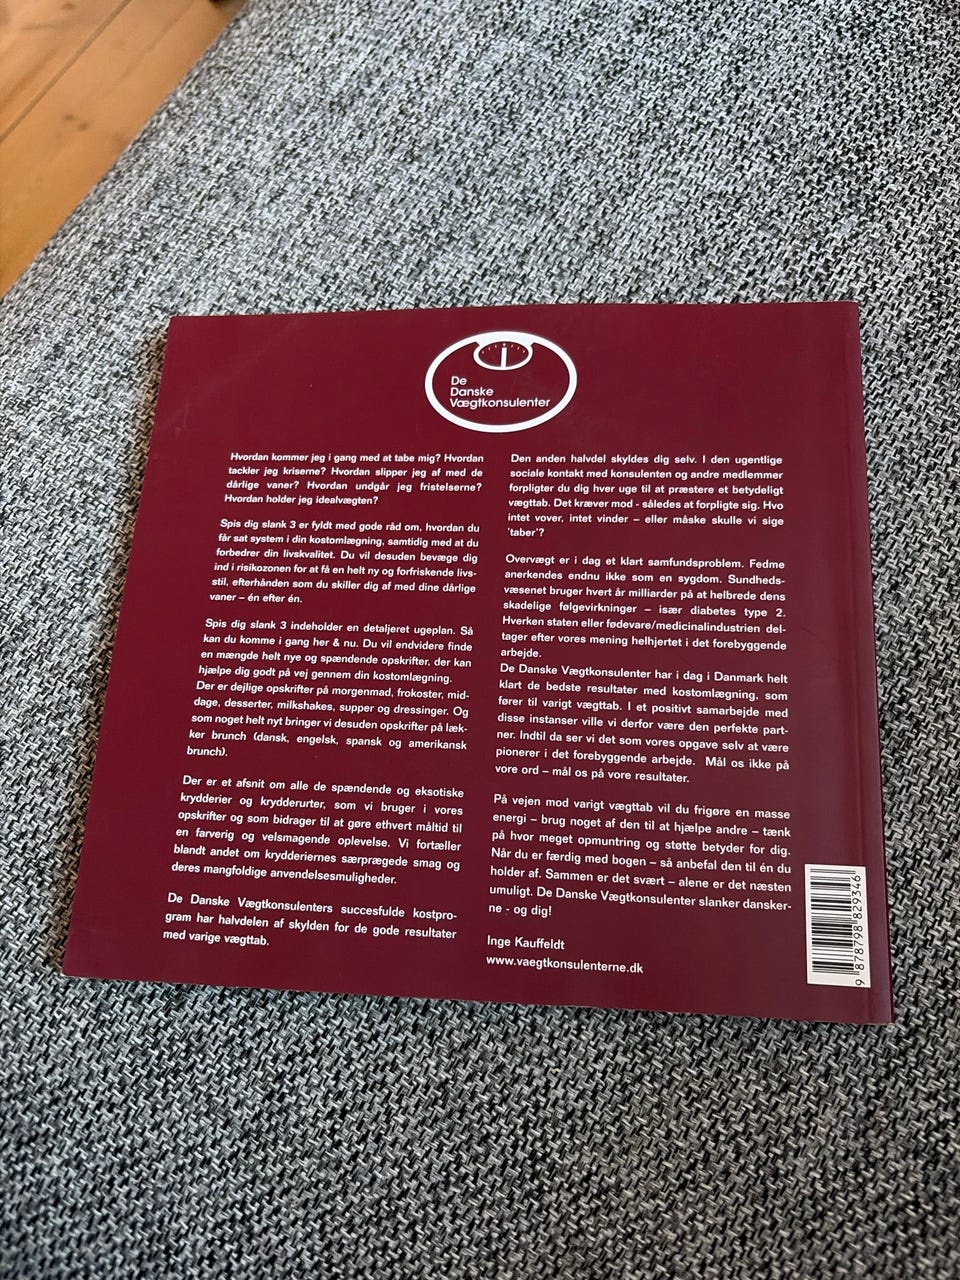 De
Danske
Vægtkonsulenter
Hvordan kommer jeg i gang med at tabe mig? Hvordan
tackler jeg kriserne? Hvordan slipper jeg af med de
dårlige vaner? Hvordan undgår jeg fristelserne?
Hvordan holder jeg idealvægten?
Spis dig slank 3 er fyldt med gode råd om, hvordan du
får sat system i din kostomlægning, samtidig med at du
forbedrer din livskvalitet. Du vil desuden bevæge dig
ind i risikozonen for at få en helt ny og forfriskende livs-
stil, efterhånden som du skiller dig af med dine dårlige
vaner – én efter én.
Spis dig slank 3 indeholder en detaljeret ugeplan. Så
kan du komme i gang her & nu. Du vil endvidere finde
en mængde helt nye og spændende opskrifter, der kan
hjælpe dig godt på vej gennem din kostomlægning.
Der er dejlige opskrifter på morgenmad, frokoster, mid-
dage, desserter, milkshakes, supper og dressinger. Og
som noget helt nyt bringer vi desuden opskrifter på læk-
ker brunch (dansk, engelsk, spansk og amerikansk
brunch).
Der er et afsnit om alle de spændende og eksotiske
krydderier og krydderurter, som vi bruger i vores
opskrifter og som bidrager til at gøre ethvert måltid til
en farverig og velsmagende oplevelse. Vi fortæller
blandt andet om krydderiernes særprægede smag og
deres mangfoldige anvendelsesmuligheder.
De Danske Vægtkonsulenters succesfulde kostpro-
gram har halvdelen af skylden for de gode resultater
med varige vægttab.
Den anden halvdel skyldes dig selv. I den ugentlige
sociale kontakt med konsulenten og andre medlemmer
forpligter du dig hver uge til at præstere et betydeligt
vægttab. Det kræver mod - således at forpligte sig. Hvo
intet vover, intet vinder – eller måske skulle vi sige
'taber'?
Overvægt er i dag et klart samfundsproblem. Fedme
anerkendes endnu ikke som en sygdom. Sundheds-
væsenet bruger hvert år milliarder på at helbrede dens
skadelige følgevirkninger – især diabetes type 2.
Hverken staten eller fødevare/medicinalindustrien del-
tager efter vores mening helhjertet i det forebyggende
arbejde.
De Danske Vægtkonsulenter har i dag i Danmark helt
klart de bedste resultater med kostomlægning, som
fører til varigt vægttab. I et positivt samarbejde med
disse instanser ville vi derfor være den perfekte part-
ner. Indtil da ser vi det som vores opgave selv at være
pionerer i det forebyggende arbejde. Mål os ikke på
vore ord – mål os på vore resultater.
På vejen mod varigt vægttab vil du frigøre en masse
energi – brug noget af den til at hjælpe andre – tænk
på hvor meget opmuntring og støtte betyder for dig.
Når du er færdig med bogen – så anbefal den til én du
holder af. Sammen er det svært – alene er det næsten
umuligt. De Danske Vægtkonsulenter slanker dansker-
ne - og dig!
Inge Kauffeldt
www.vaegtkonsulenterne.dk
9 878798 829346